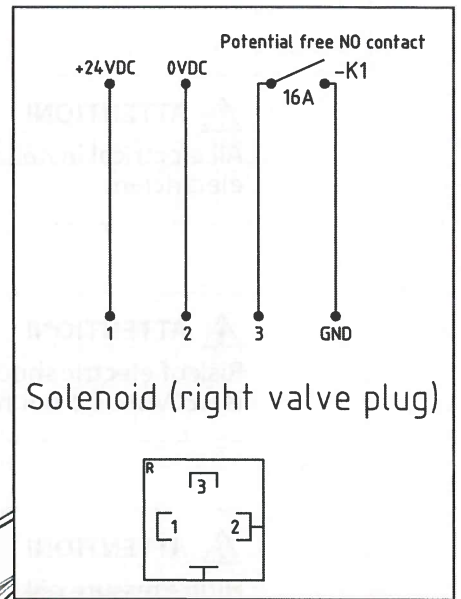 Potential free NO contact
+24VDC 0VDC -K1
16A
1 2 3 GND
Solenoid (right valve plug)
R
3
1 2